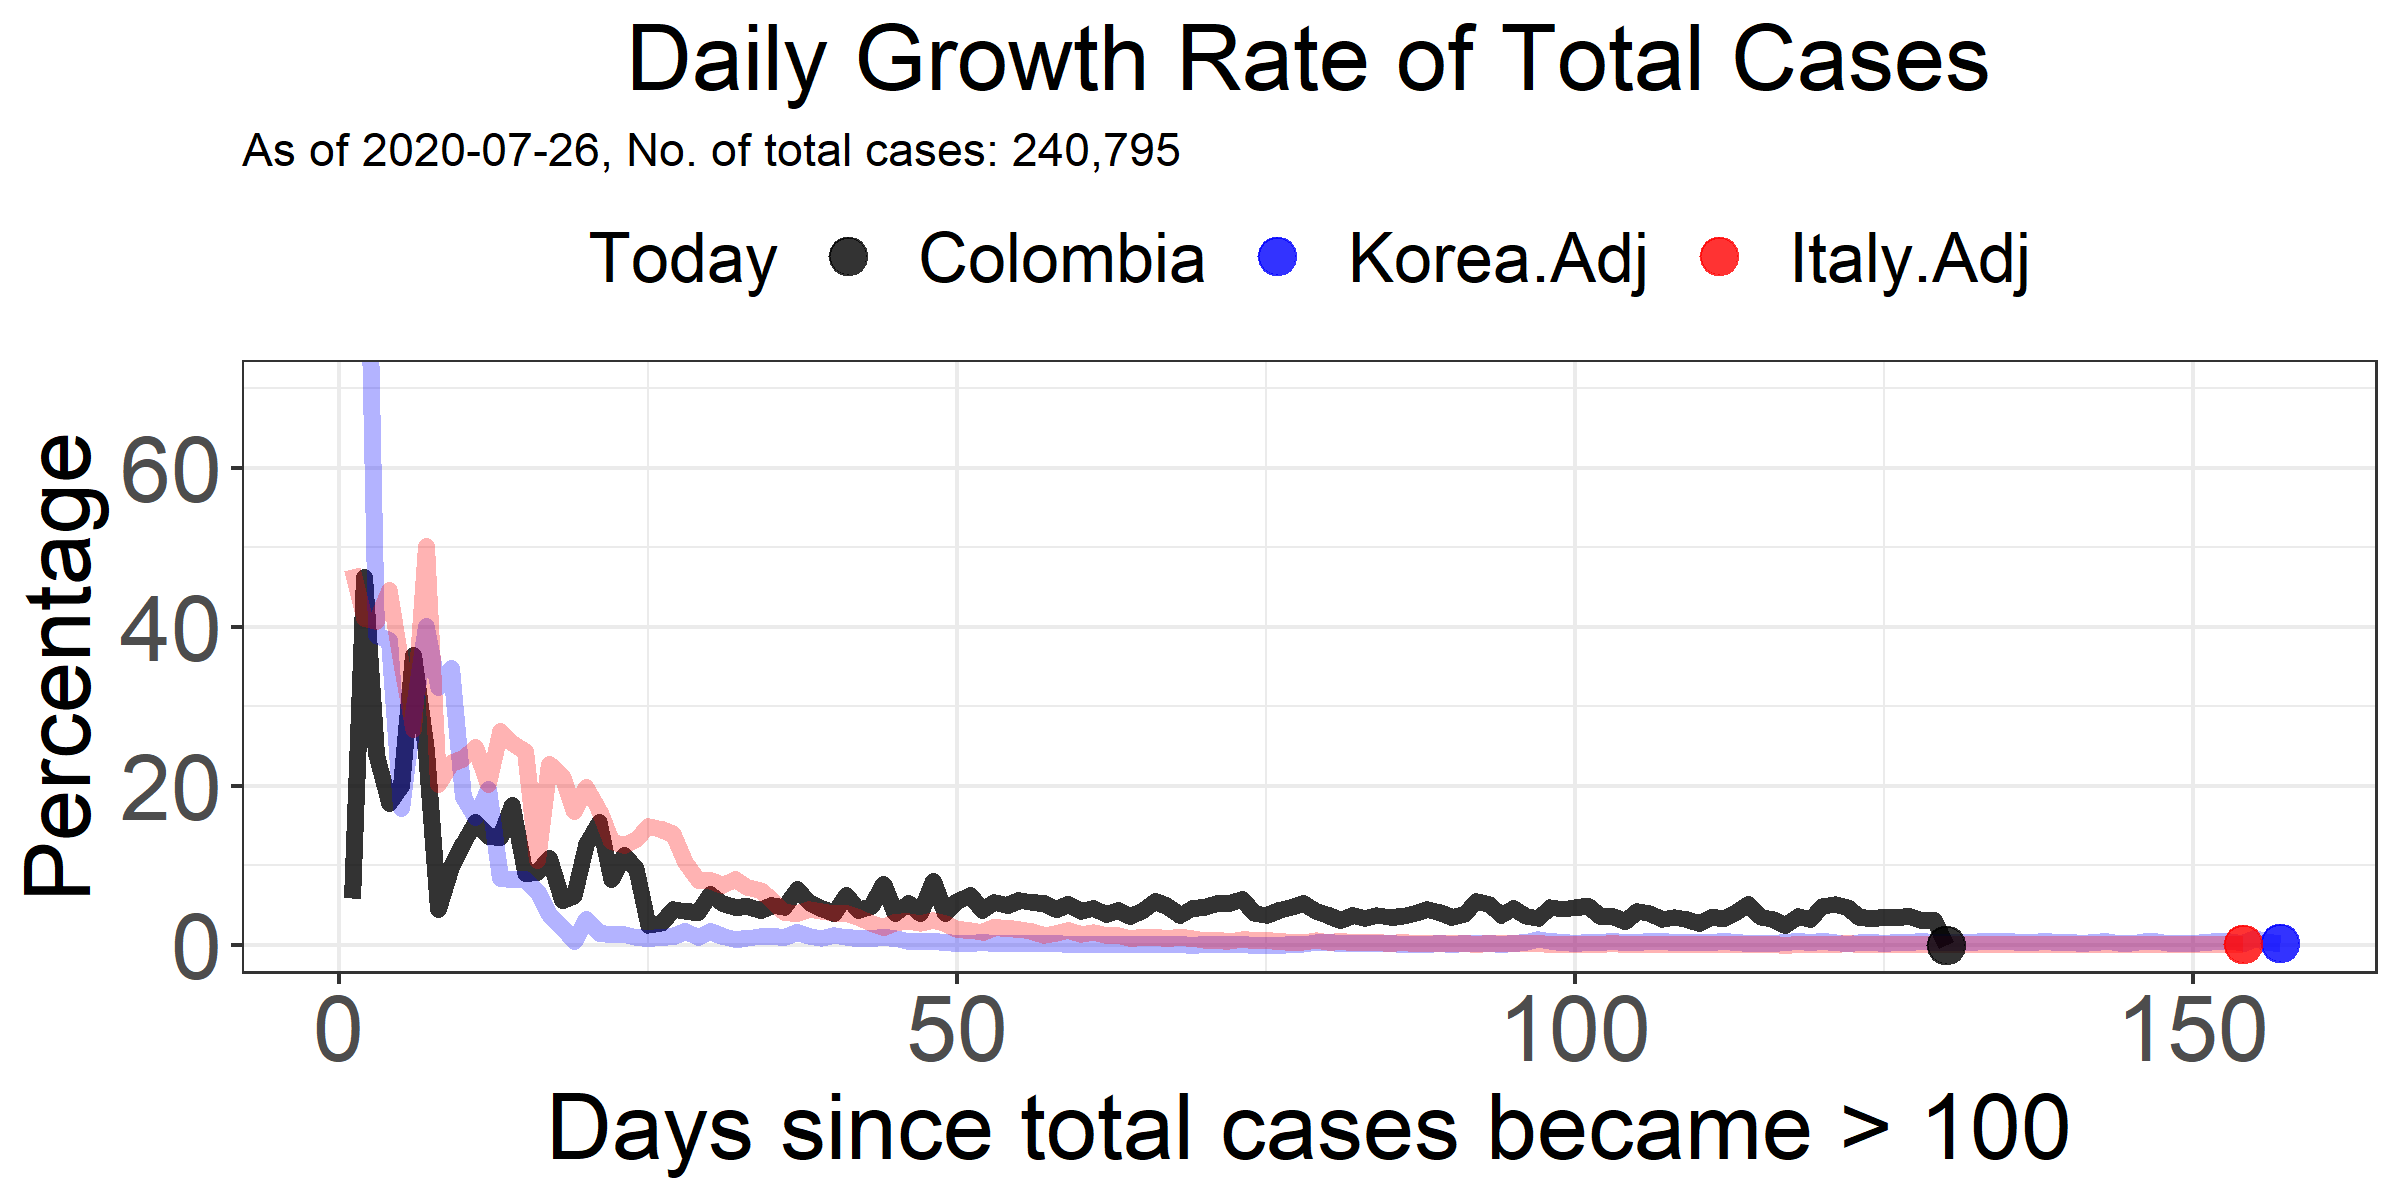 Daily Growth Rate of Total Cases
As of 2020-07-26, No. of total cases: 240,795
Today Colombia Korea.Adj Italy.Adj
Percentage
60
40
20
0
0 50 100 150
Days since total cases became > 100